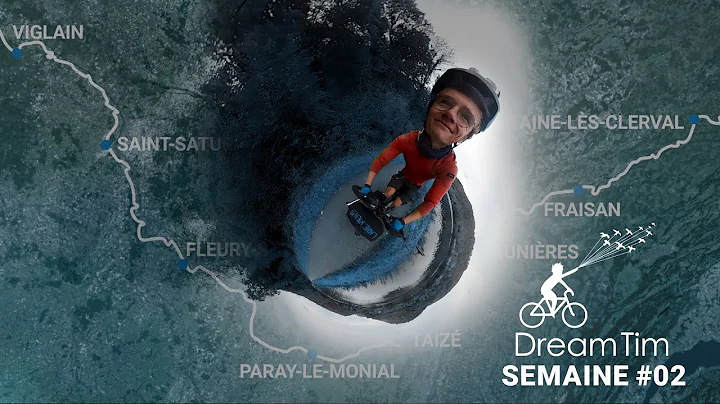 VIGLAIN
SAINT-SATU
AINE-LÈS-CLERVAL
FRAISAN
FLEURY-
UNIÈRES
TAIZÉ
PARAY-LE-MONIAL
DreamTim
SEMAINE #02